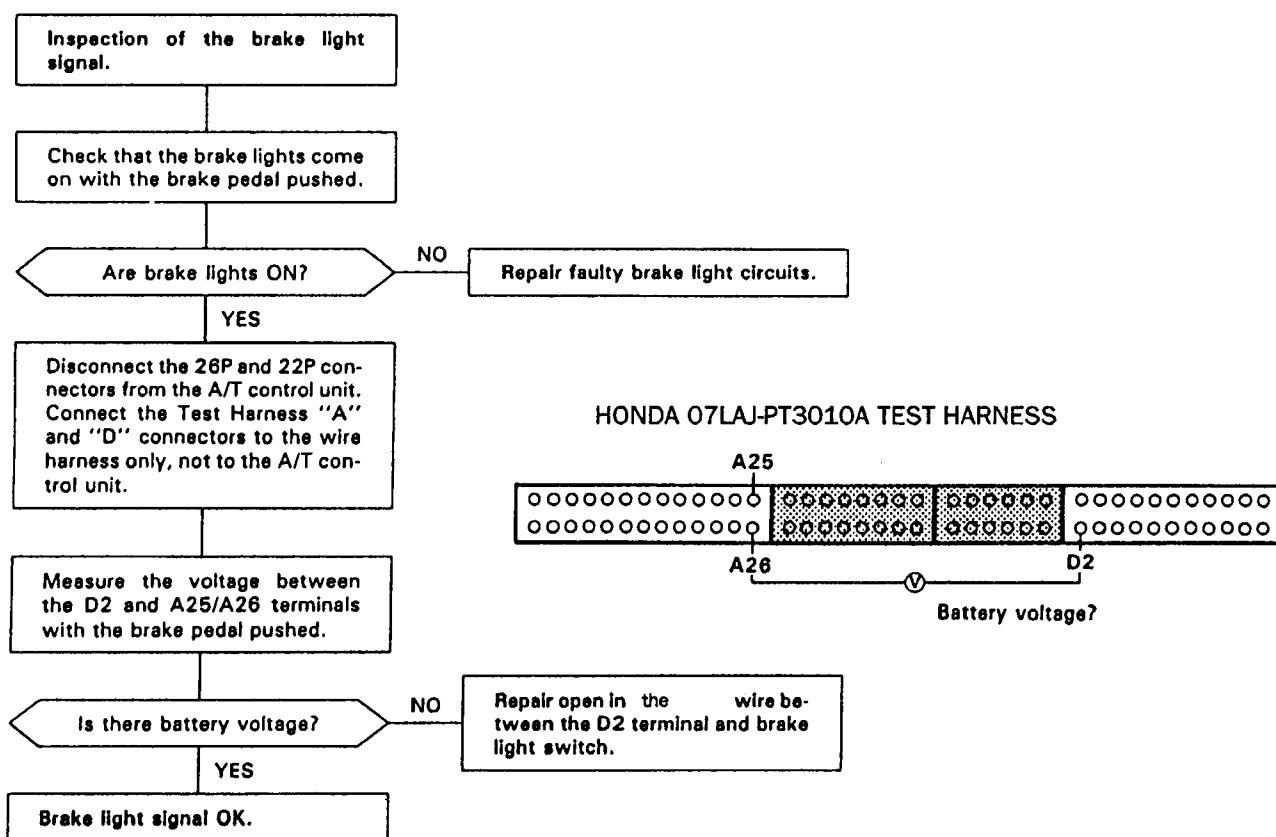 Inspection of the brake light
signal.
Check that the brake lights come
on with the brake pedal pushed.
Are brake lights ON?
NO
Repair faulty brake light circuits.
YES
Disconnect the 26P and 22P con-
nectors from the A/T control unit.
Connect the Test Harness "A"
and "D" connectors to the wire
harness only, not to the A/T con-
trol unit.
HONDA 07LAJ-PT3010A TEST HARNESS
A25
A26
V
D2
Battery voltage?
Measure the voltage between
the D2 and A25/A26 terminals
with the brake pedal pushed.
Is there battery voltage?
NO
Repair open in the wire be-
tween the D2 terminal and brake
light switch.
YES
Brake light signal OK.